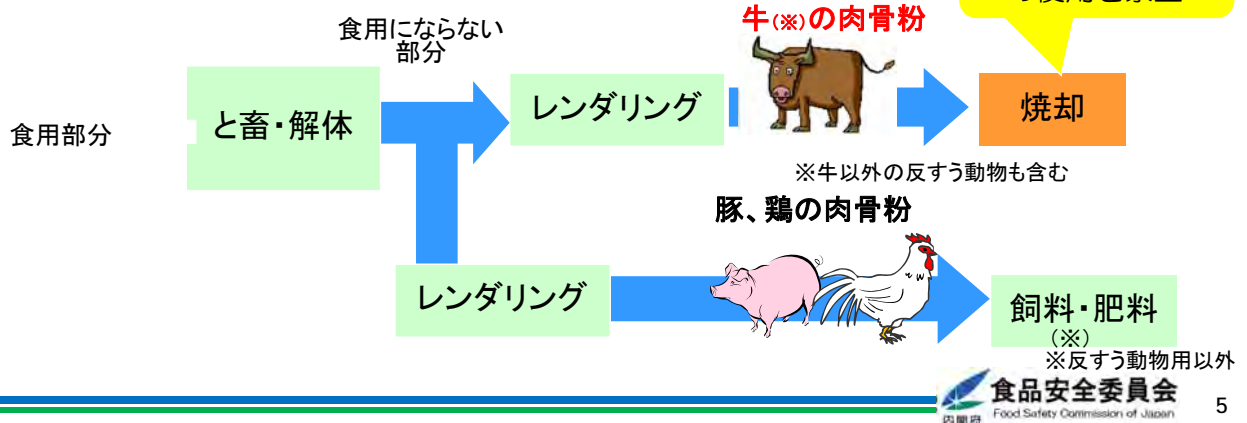 牛(※)の肉骨粉
食用にならない
部分
食用部分
と畜・解体
レンダリング
焼却
※牛以外の反すう動物も含む
豚、鶏の肉骨粉
レンダリング
飼料・肥料
(※)
※反すう動物用以外
食品安全委員会
Food Safety Commission of Japan
内閣府
5